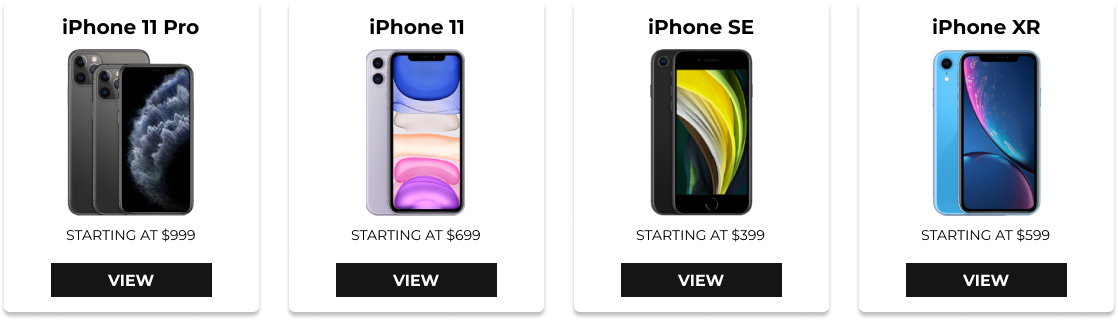 iPhone 11 Pro
STARTING AT $999
VIEW
iPhone 11
STARTING AT $699
VIEW
iPhone SE
STARTING AT $399
VIEW
iPhone XR
STARTING AT $599
VIEW